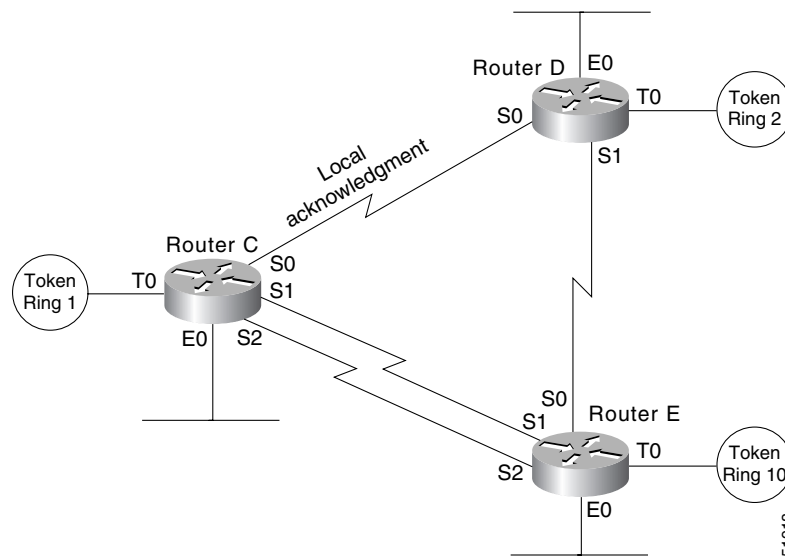 E0
Router D
T0
Token
Ring 2
S0
S1
Local
acknowledgment
Router C
S0
Token
Ring 1
T0
S1
E0
S2
S0
S1
Router E
T0
Token
Ring 10
S2
E0